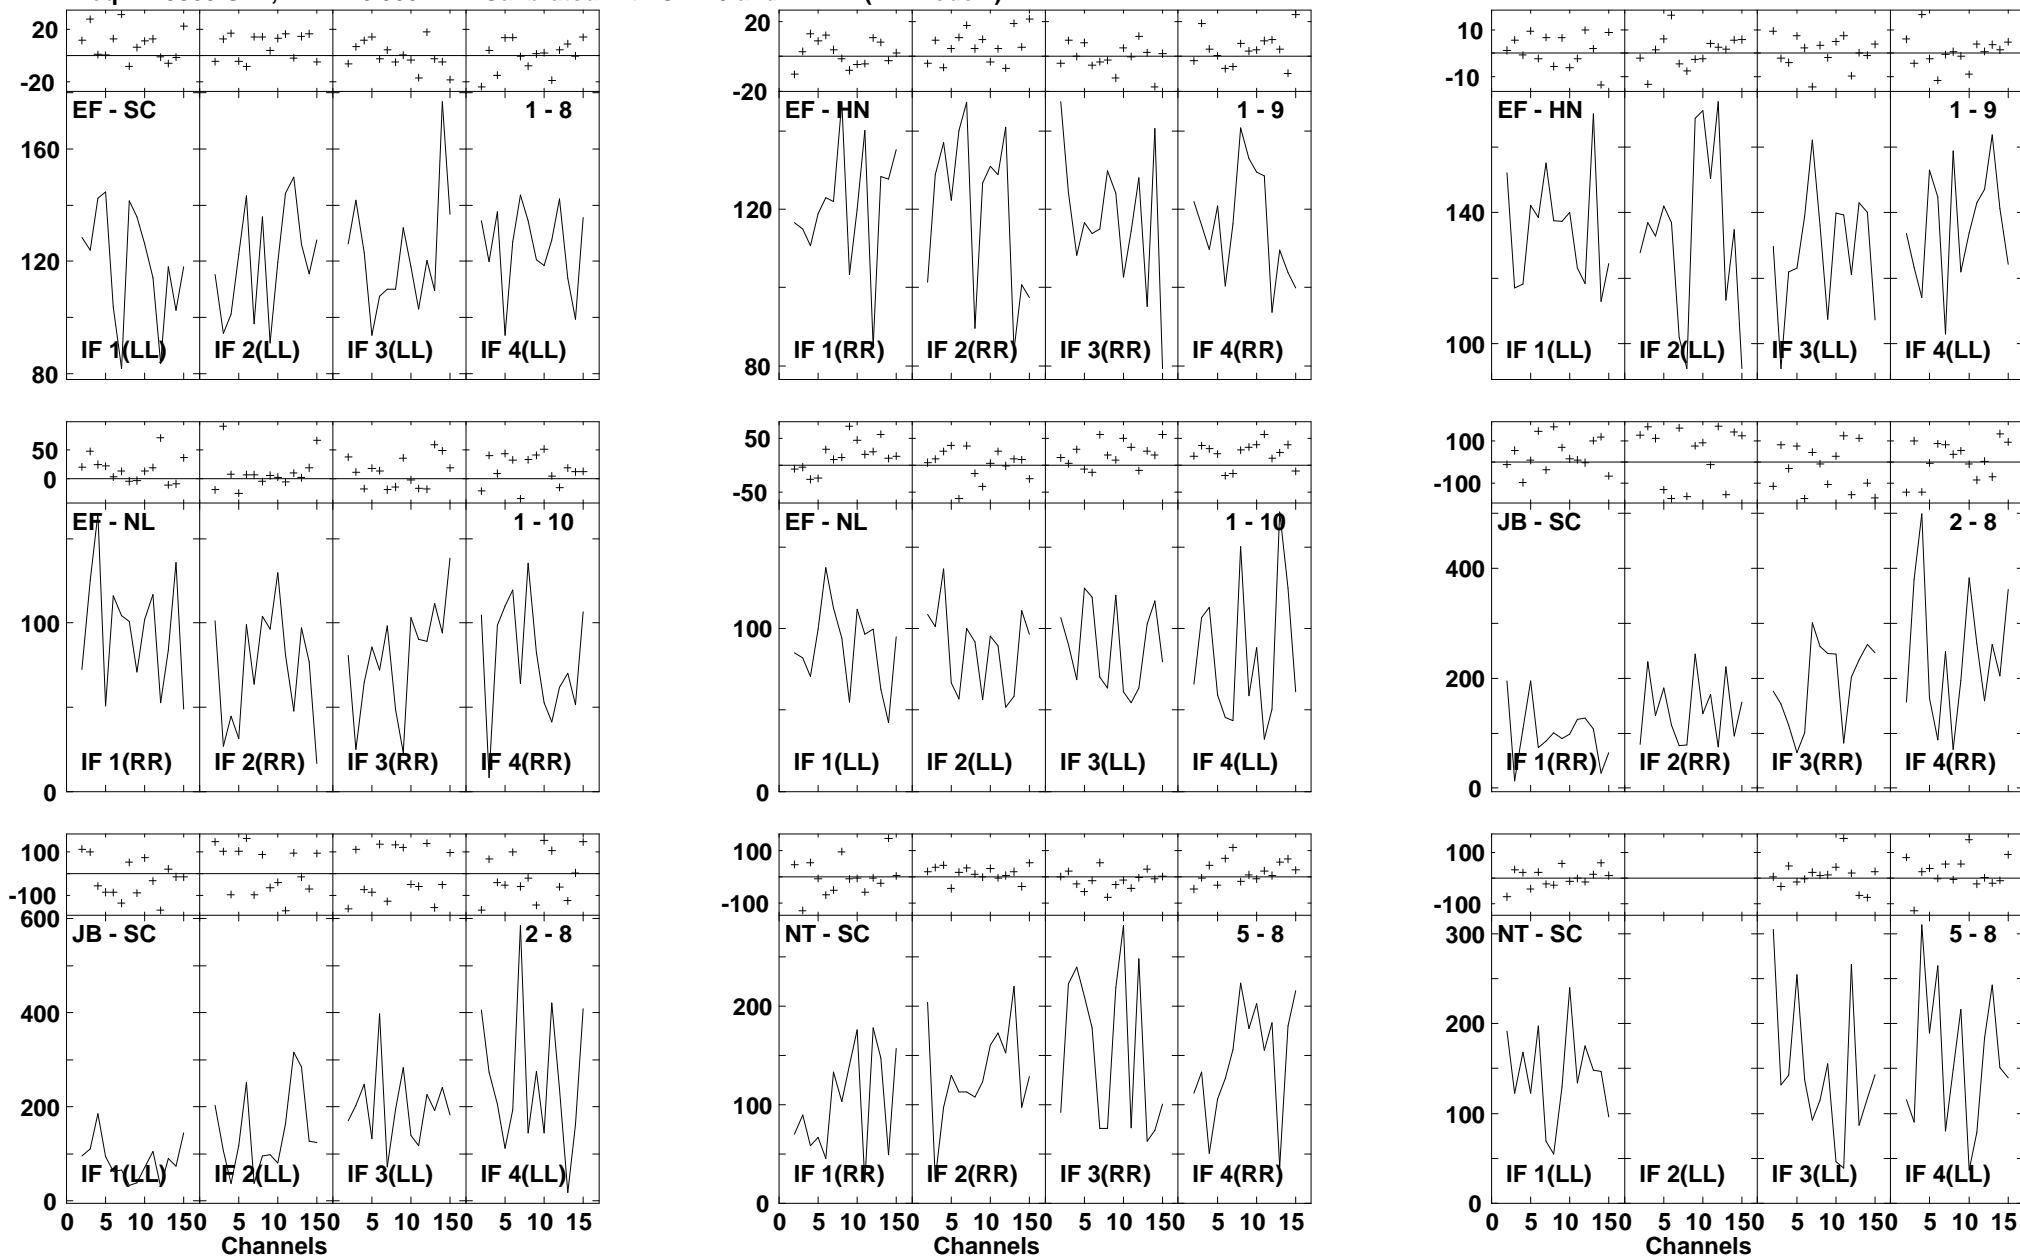 20
-20
EF - SC
1 - 8
160
120
80
IF 1(LL)
IF 2(LL)
IF 3(LL)
IF 4(LL)
20
-20
EF - HN
1 - 9
120
80
IF 1(RR)
IF 2(RR)
IF 3(RR)
IF 4(RR)
10
-10
EF - HN
1 - 9
140
100
IF 1(LL)
IF 2(LL)
IF 3(LL)
IF 4(LL)
50
0
EF - NL
1 - 10
100
0
IF 1(RR)
IF 2(RR)
IF 3(RR)
IF 4(RR)
50
-50
EF - NL
1 - 10
100
0
IF 1(LL)
IF 2(LL)
IF 3(LL)
IF 4(LL)
100
-100
JB - SC
2 - 8
400
200
0
IF 1(RR)
IF 2(RR)
IF 3(RR)
IF 4(RR)
100
-100
600
JB - SC
2 - 8
400
200
0
IF 1(LL)
IF 2(LL)
IF 3(LL)
IF 4(LL)
0 5 10 150 5 10 150 5 10 150 5 10 15
Channels
100
-100
NT - SC
5 - 8
200
100
0
IF 1(RR)
IF 2(RR)
IF 3(RR)
IF 4(RR)
0 5 10 150 5 10 150 5 10 150 5 10 15
Channels
100
-100
300
NT - SC
5 - 8
200
100
0
IF 1(LL)
IF 2(LL)
IF 3(LL)
IF 4(LL)
0 5 10 150 5 10 150 5 10 150 5 10 15
Channels